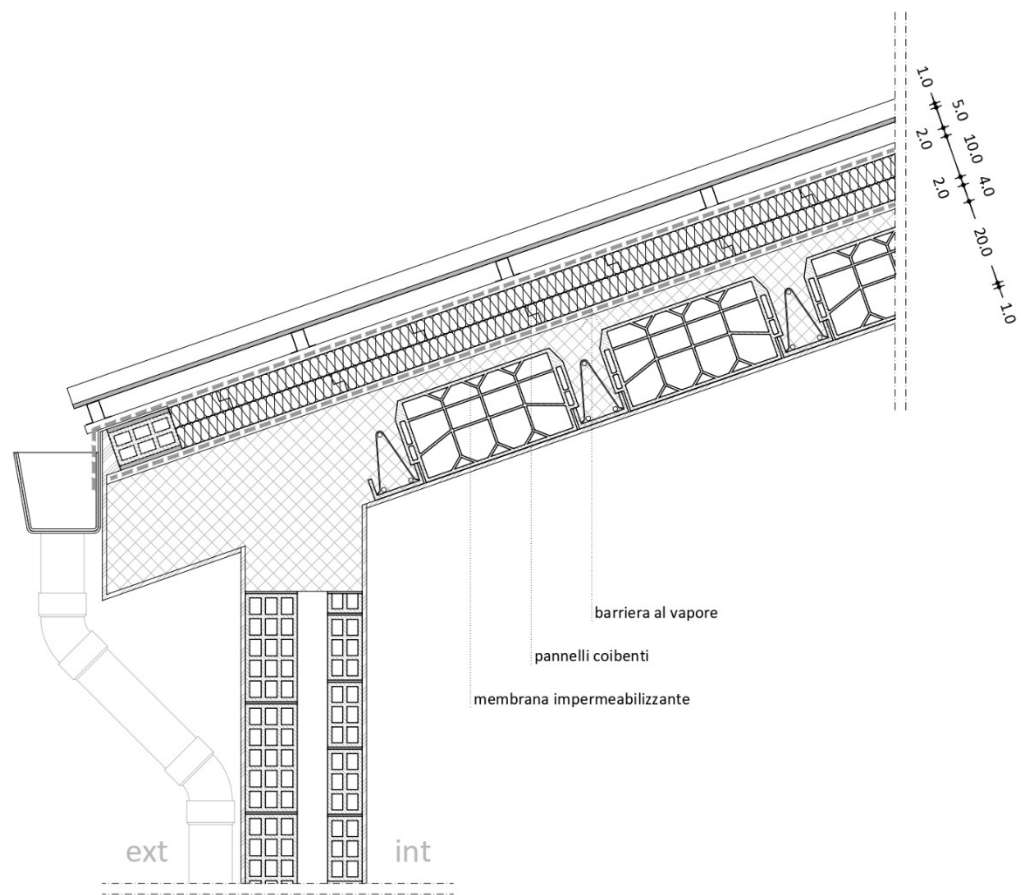 1.0
5.0
2.0
10.0
4.0
2.0
20.0
1.0
barriera al vapore
pannelli coibenti
membrana impermeabilizzante
ext
int